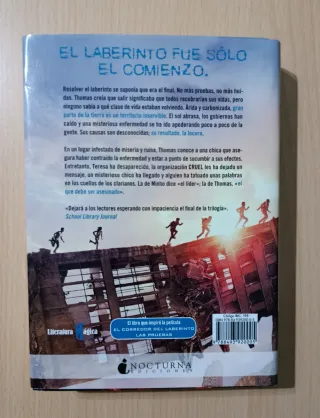 EL LABERINTO FUE SÓLO
EL COMIENZO.
Resolver el laberinto se suponía que era el final. No más pruebas, no más hui-
das. Thomas creía que salir significaba que todos recobrarían sus vidas, pero
ninguno sabía a qué clase de vida estaban volviendo. Árida y carbonizada, gran
parte de la tierra es un territorio inservible. El sol abrasa, los gobiernos han
caído y una misteriosa enfermedad se ha ido apoderando poco a poco de la
gente. Sus causas son desconocidas; su resultado, la locura.
En un lugar infestado de miseria y ruina, Thomas conoce a una chica que ase-
gura haber contraído la enfermedad y estar a punto de sucumbir a sus efectos.
Entretanto, Teresa ha desaparecido, la organización CRUEL les ha dejado un
mensaje, un misterioso chico ha llegado y alguien ha tatuado unas palabras
en los cuellos de los clarianos. La de Minho dice «el líder»; la de Thomas, «el
que debe ser asesinado».
«Dejará a los lectores esperando con impaciencia el final de la trilogía».
School Library Journal
Literatura Mágica
El libro que inspiró la película
EL CORREDOR DEL LABERINTO
LAS PRUEBAS
NOCTURNA
EDICIONES